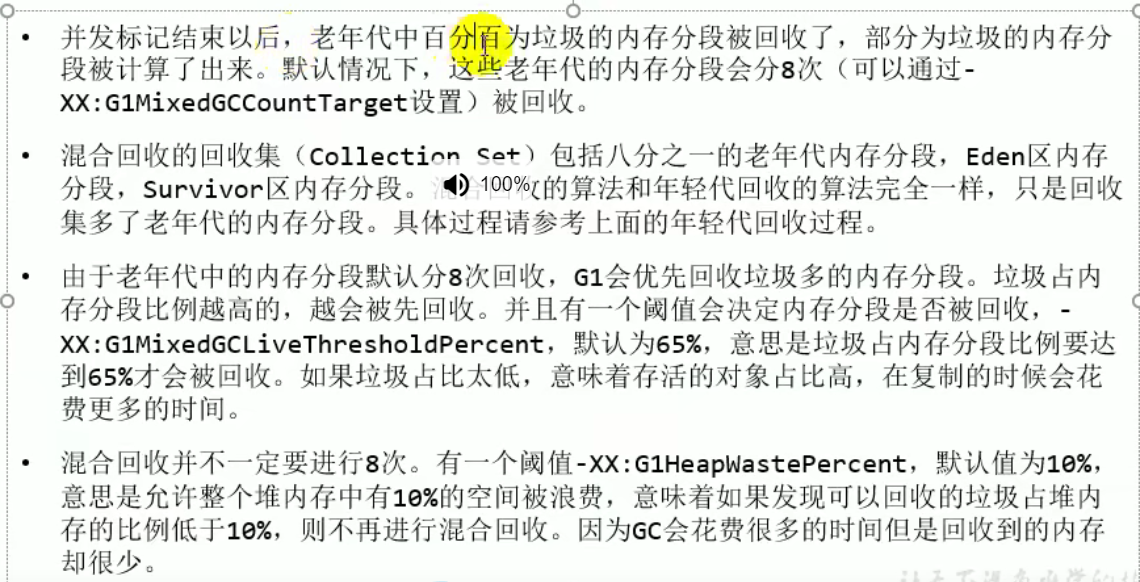 • 并发标记结束以后，老年代中百分百为垃圾的内存分段被回收了，部分为垃圾的内存分
段被计算了出来。默认情况下，这些老年代的内存分段会分8次（可以通过-
XX:G1MixedGCCountTarget设置）被回收。
• 混合回收的回收集（Collection Set）包括八分之一的老年代内存分段，Eden区内存
分段，Survivor区内存分段。混合回收的算法和年轻代回收的算法完全一样，只是回收
集多了老年代的内存分段。具体过程请参考上面的年轻代回收过程。
100%
• 由于老年代中的内存分段默认分8次回收，G1会优先回收垃圾多的内存分段。垃圾占内
存分段比例越高的，越会被先回收。并且有一个阈值会决定内存分段是否被回收，-
XX:G1MixedGCLiveThresholdPercent，默认为65%，意思是垃圾占内存分段比例要达
到65%才会被回收。如果垃圾占比太低，意味着存活的对象占比高，在复制的时候会花
费更多的时间。
• 混合回收并不一定要进行8次。有一个阈值-XX:G1HeapWastePercent，默认值为10%，
意思是允许整个堆内存中有10%的空间被浪费，意味着如果发现可以回收的垃圾占堆内
存的比例低于10%，则不再进行混合回收。因为GC会花费很多的时间但是回收到的内存
却很少。